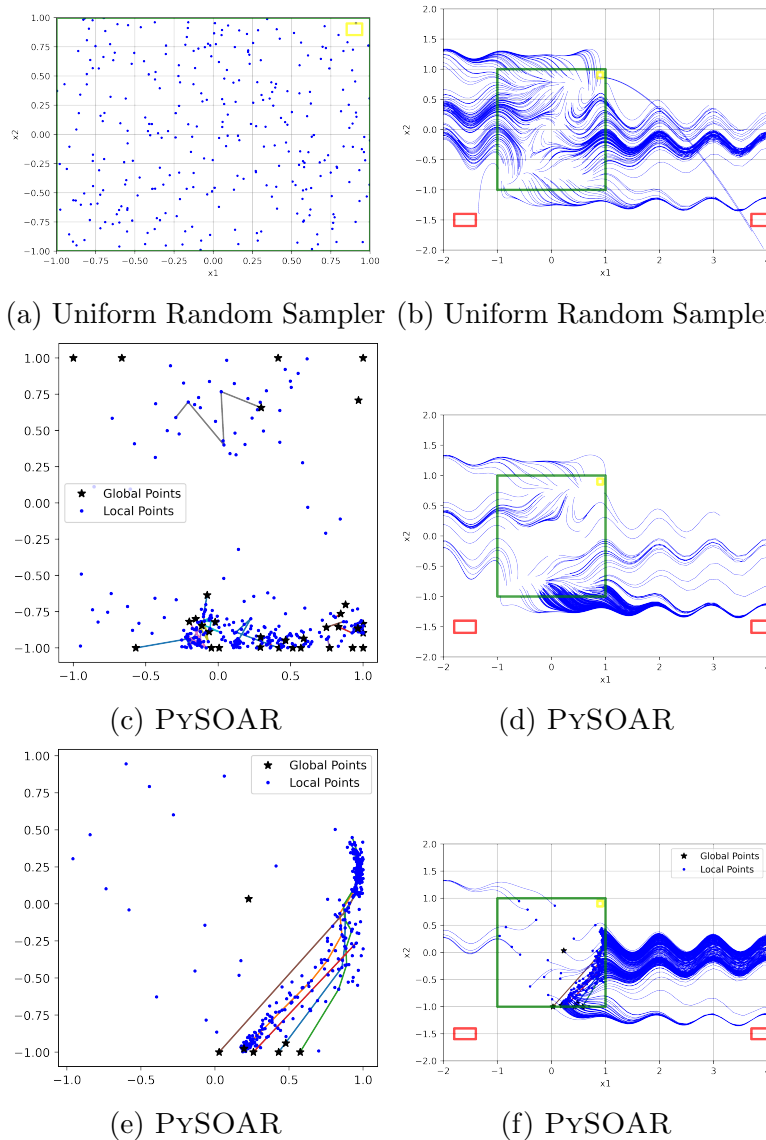 1.00
0.75
0.50
0.25
0.00
−0.25
−0.50
−0.75
−1.00
x2
−1.00 −0.75 −0.50 −0.25 0.00 0.25 0.50 0.75 1.00
x1
2.0
1.5
1.0
0.5
0.0
−0.5
−1.0
−1.5
−2.0
x2
−2 −1 0 1 2 3 4
x1
(a) Uniform Random Sampler (b) Uniform Random Sampler
1.00
0.75
0.50
0.25
0.00
−0.25
−0.50
−0.75
−1.00
Global Points
Local Points
−1.0 −0.5 0.0 0.5 1.0
2.0
1.5
1.0
0.5
0.0
−0.5
−1.0
−1.5
−2.0
x2
−2 −1 0 1 2 3 4
x1
(c) PYSOAR (d) PYSOAR
1.00
0.75
0.50
0.25
0.00
−0.25
−0.50
−0.75
−1.00
Global Points
Local Points
−1.0 −0.5 0.0 0.5 1.0
2.0
1.5
1.0
0.5
0.0
−0.5
−1.0
−1.5
−2.0
x2
Global Points
Local Points
−2 −1 0 1 2 3 4
x1
(e) PYSOAR (f) PYSOAR